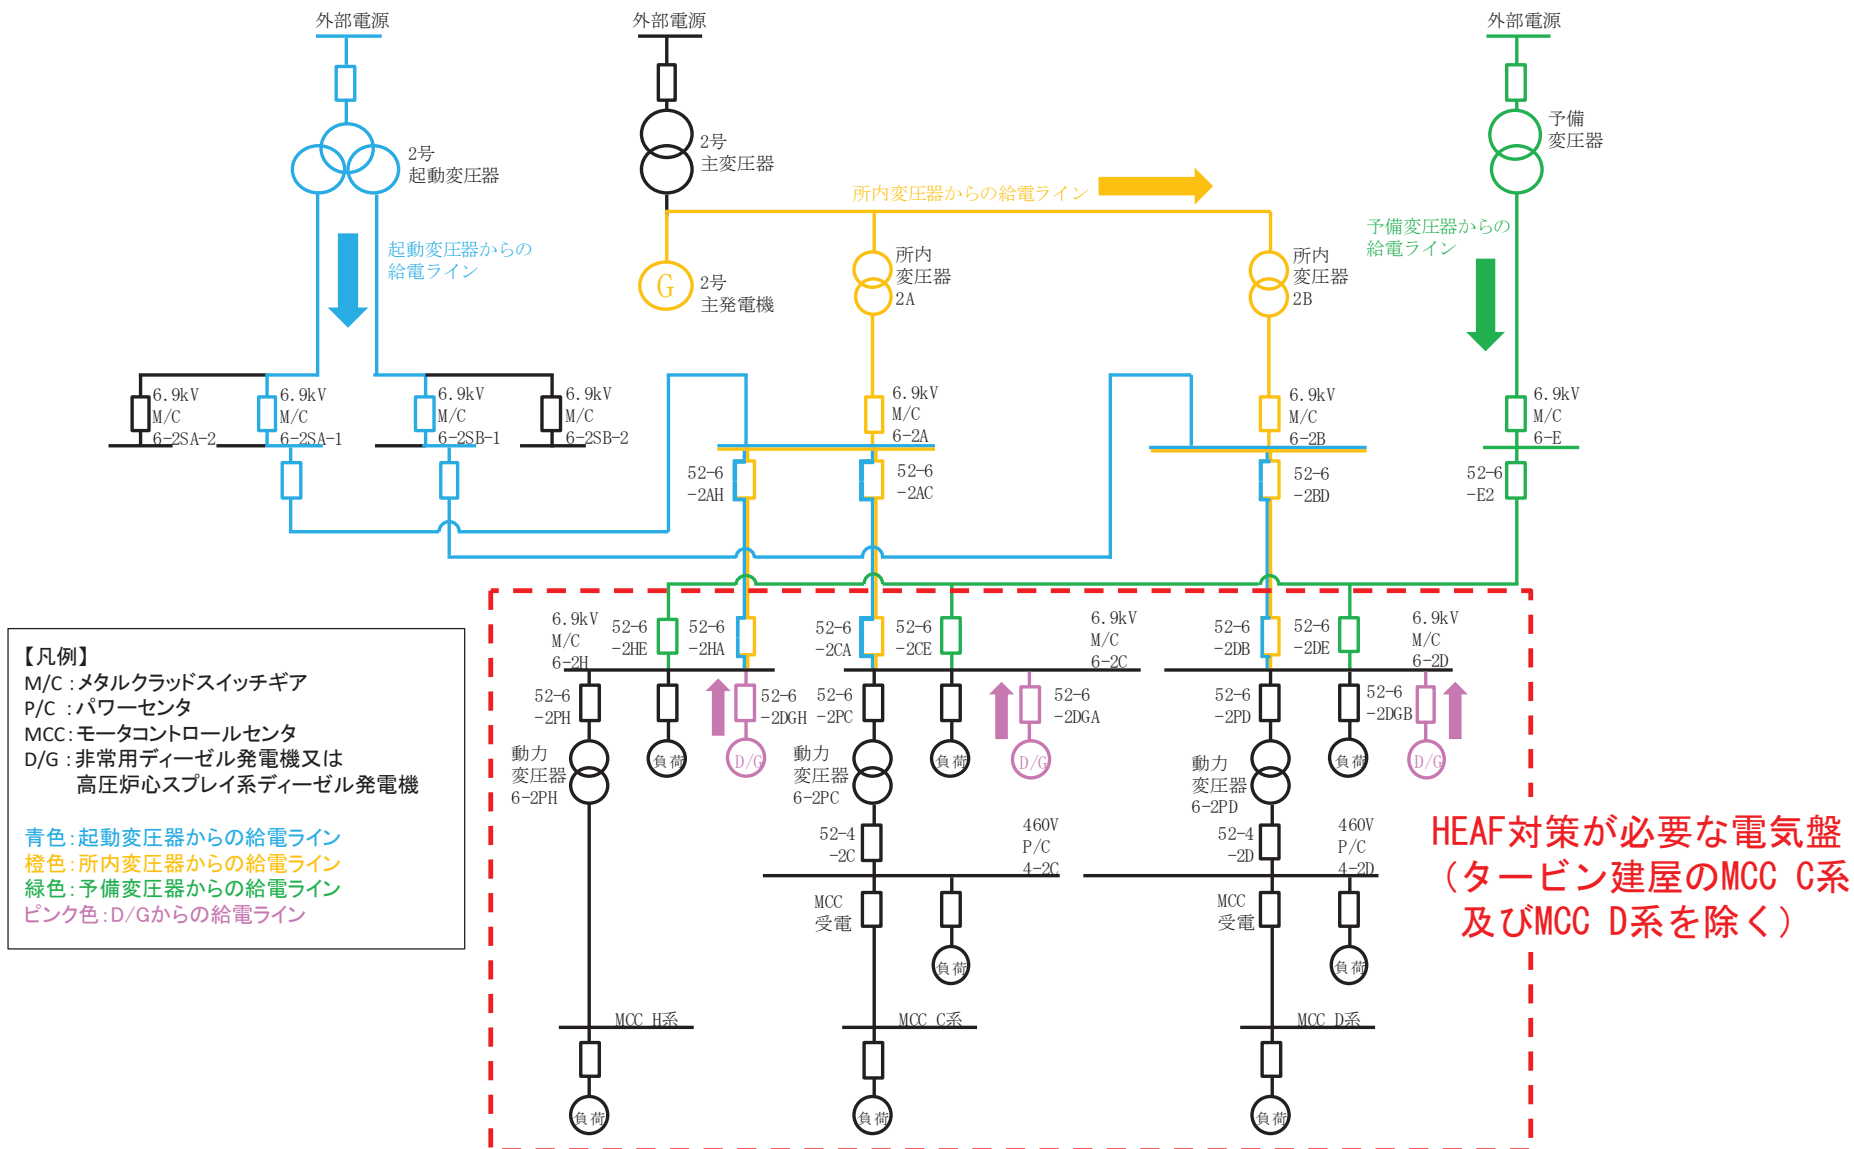 外部電源
外部電源
外部電源
2号
起動変圧器
2号
主変圧器
予備
変圧器
所内変圧器からの給電ライン
起動変圧器からの
給電ライン
予備変圧器からの
給電ライン
G
2号
主発電機
所内
変圧器
2A
所内
変圧器
2B
6.9kV
M/C
6-2SA-2
6.9kV
M/C
6-2SA-1
6.9kV
M/C
6-2SB-1
6.9kV
M/C
6-2SB-2
6.9kV
M/C
6-2A
6.9kV
M/C
6-2B
6.9kV
M/C
6-E
52-6
-2AH
52-6
-2AC
52-6
-2BD
52-6
-E2
6.9kV
M/C
6-2H
52-6
-2HE
52-6
-2HA
52-6
-2CA
52-6
-2CE
6.9kV
M/C
6-2C
52-6
-2DB
52-6
-2DE
6.9kV
M/C
6-2D
52-6
-2PH
52-6
-2DGH
52-6
-2PC
52-6
-2DGA
52-6
-2PD
52-6
-2DGB
動力
変圧器
6-2PH
負荷
D/G
動力
変圧器
6-2PC
負荷
D/G
動力
変圧器
6-2PD
負荷
D/G
52-4
-2C
460V
P/C
4-2C
52-4
-2D
460V
P/C
4-2D
MCC
受電
負荷
MCC
受電
負荷
MCC H系
MCC C系
MCC D系
負荷
負荷
負荷
HEAF対策が必要な電気盤
(タービン建屋のMCC C系
及びMCC D系を除く)
【凡例】
M/C:メタルクラッドスイッチギア
P/C :パワーセンタ
MCC:モータコントロールセンタ
D/G :非常用ディーゼル発電機又は
高圧炉心スプレイ系ディーゼル発電機
青色:起動変圧器からの給電ライン
橙色:所内変圧器からの給電ライン
緑色:予備変圧器からの給電ライン
ピンク色:D/Gからの給電ライン